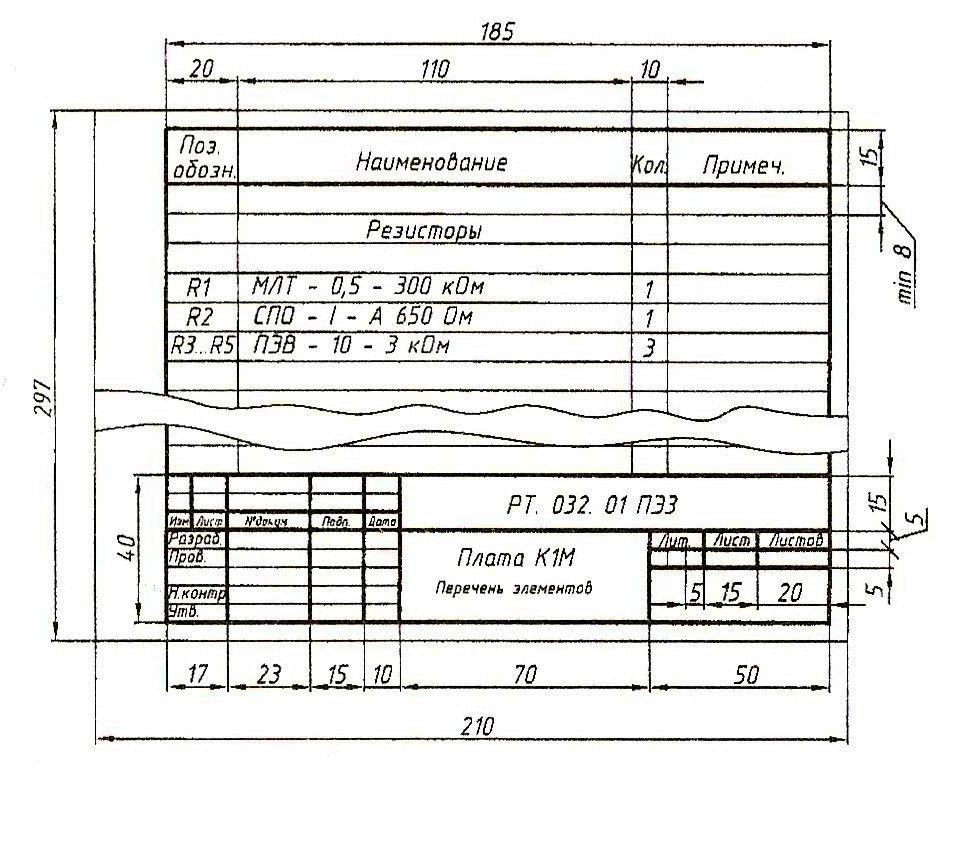 185
20 110 10
Поз. обозн. Наименование Кол. Примеч.
15
min 8
Резисторы
R1 МЛТ - 0,5 - 300 кОм 1
R2 СПО - I - А 650 Ом 1
R3...R5 ПЭВ - 10 - 3 кОм 3
297
РТ. 032. 01 ПЭЗ
15
5
Изм Лист №докум Подп. Дата
40
Разраб.
Пров.
Н.контр
Утв.
Плата К1М
Перечень элементов
Лит. Лист Листов
5 15 20
5
17 23 15 10 70 50
210